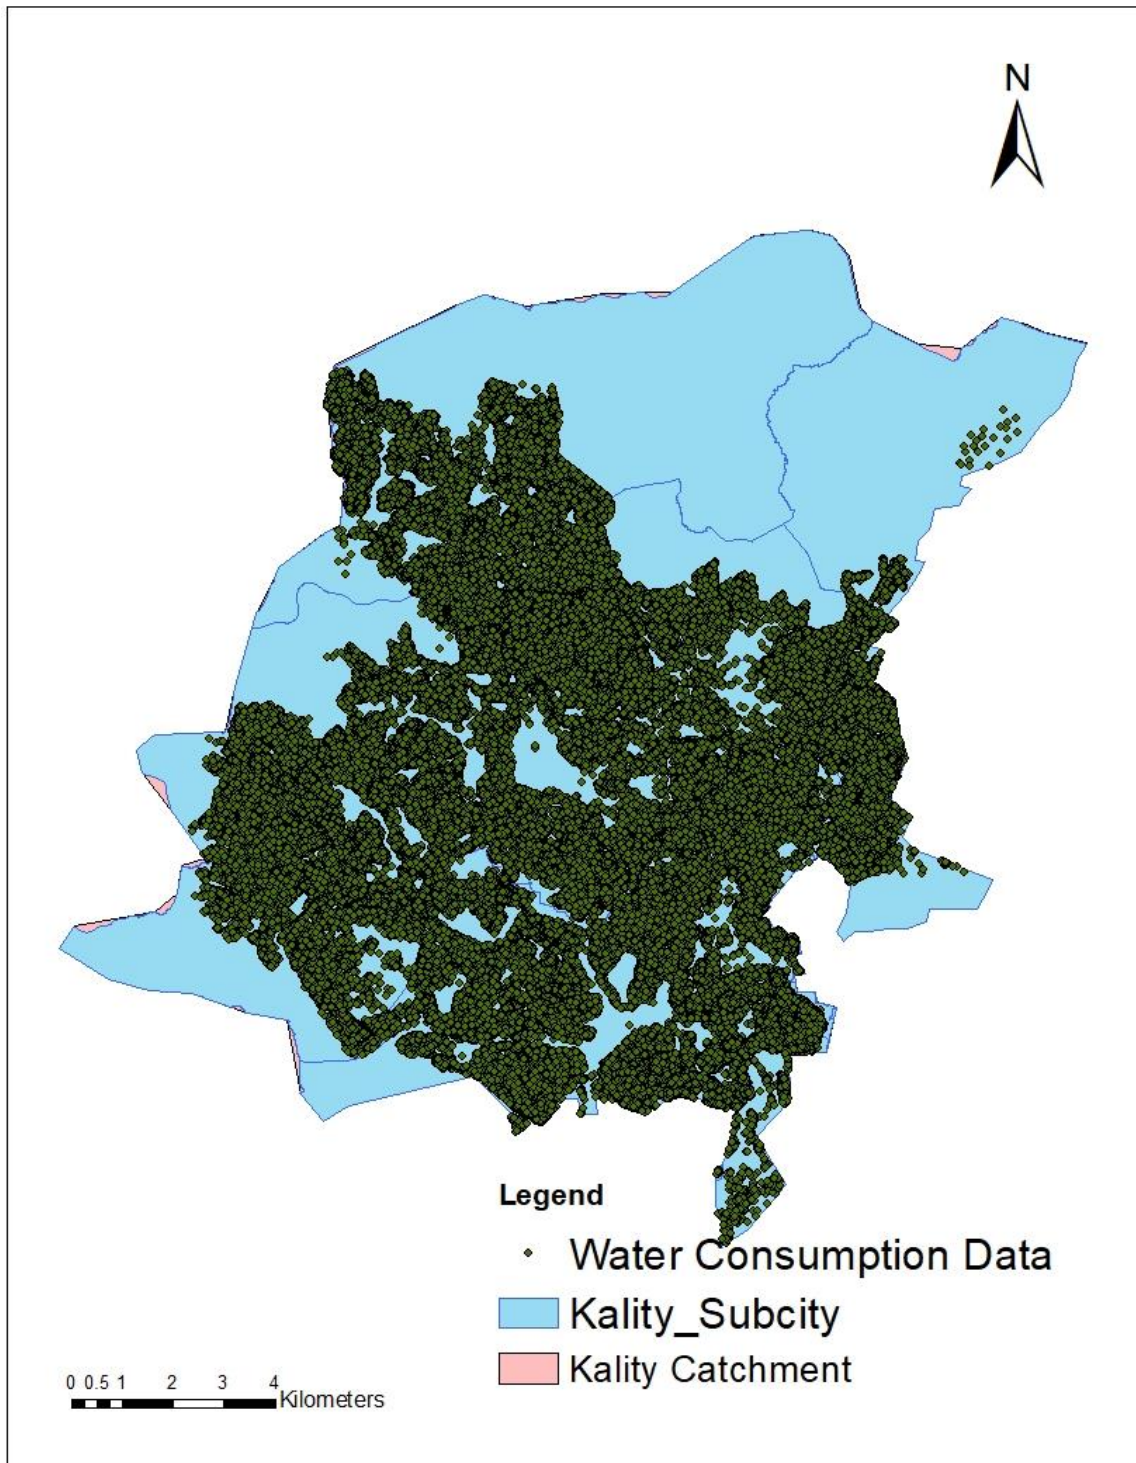 N
Legend
Water Consumption Data
Kality_Subcity
Kality Catchment
0 0.5 1 2 3 4
Kilometers